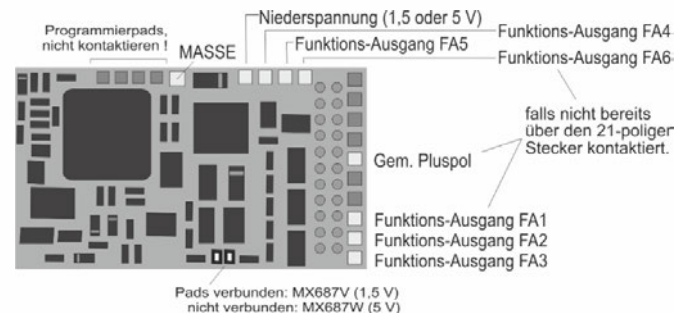 Programmierpads,
nicht kontaktieren !
MASSE
Niederspannung (1,5 oder 5 V)
Funktions-Ausgang FA4
Funktions-Ausgang FA5
Funktions-Ausgang FA6
falls nicht bereits
über den 21-poligen
Stecker kontaktiert.
Gem. Pluspol
Funktions-Ausgang FA1
Funktions-Ausgang FA2
Funktions-Ausgang FA3
Pads verbunden: MX687V (1,5 V)
nicht verbunden: MX687W (5 V)